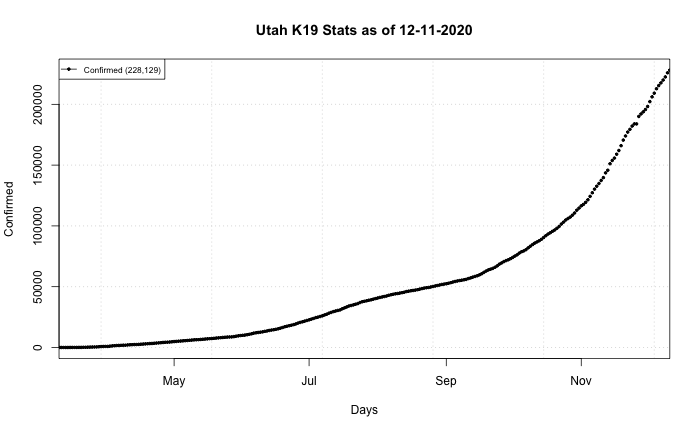 Utah K19 Stats as of 12-11-2020
Confirmed (228,129)
Confirmed
200000
150000
100000
50000
0
May Jul Sep Nov
Days